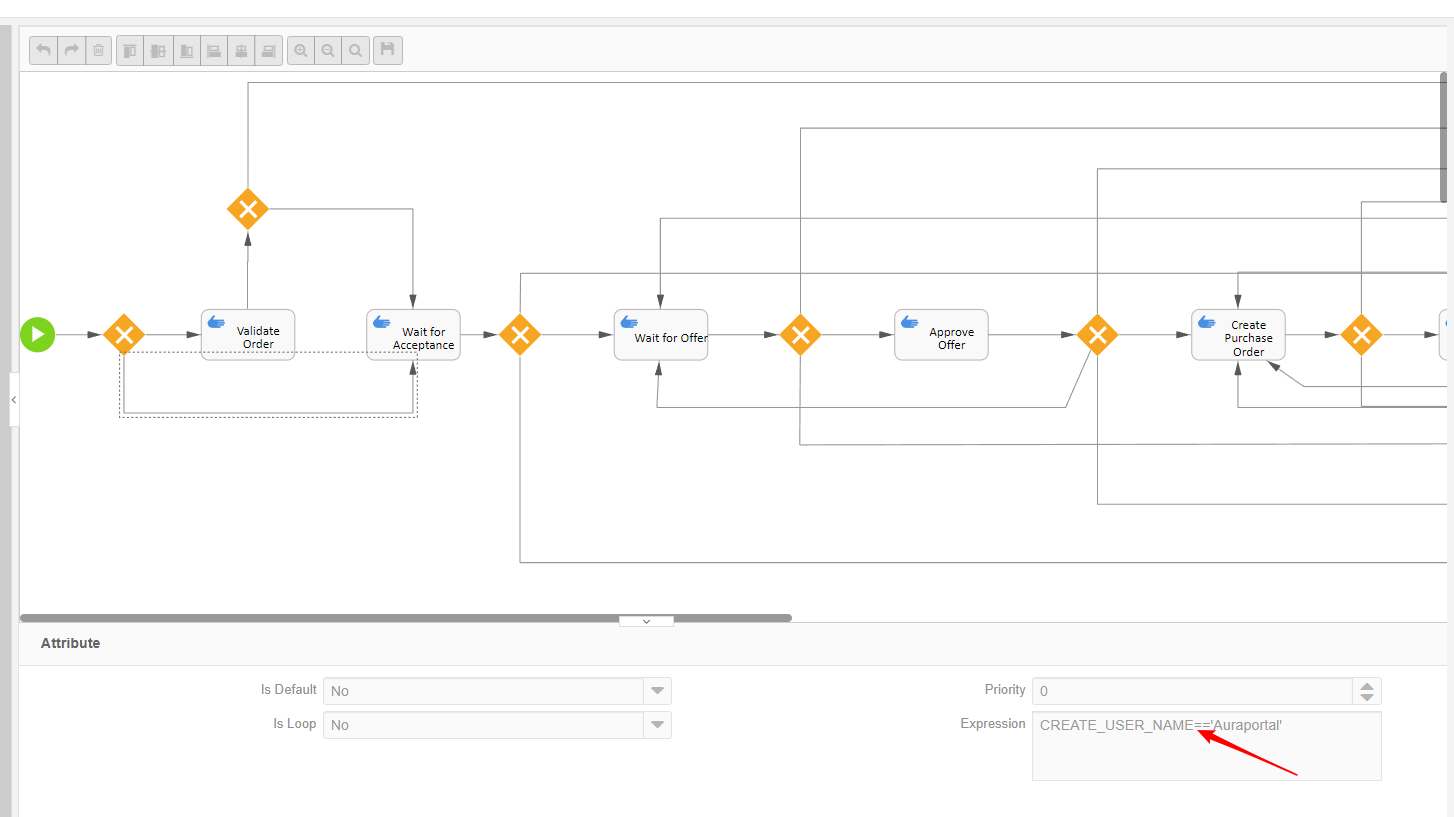 Validate
Order
Wait for
Acceptance
Wait for Offer
Approve
Offer
Create
Purchase
Order
Attribute
Is Default No
Priority 0
Is Loop No
Expression CREATE_USER_NAME=='Auraportal'